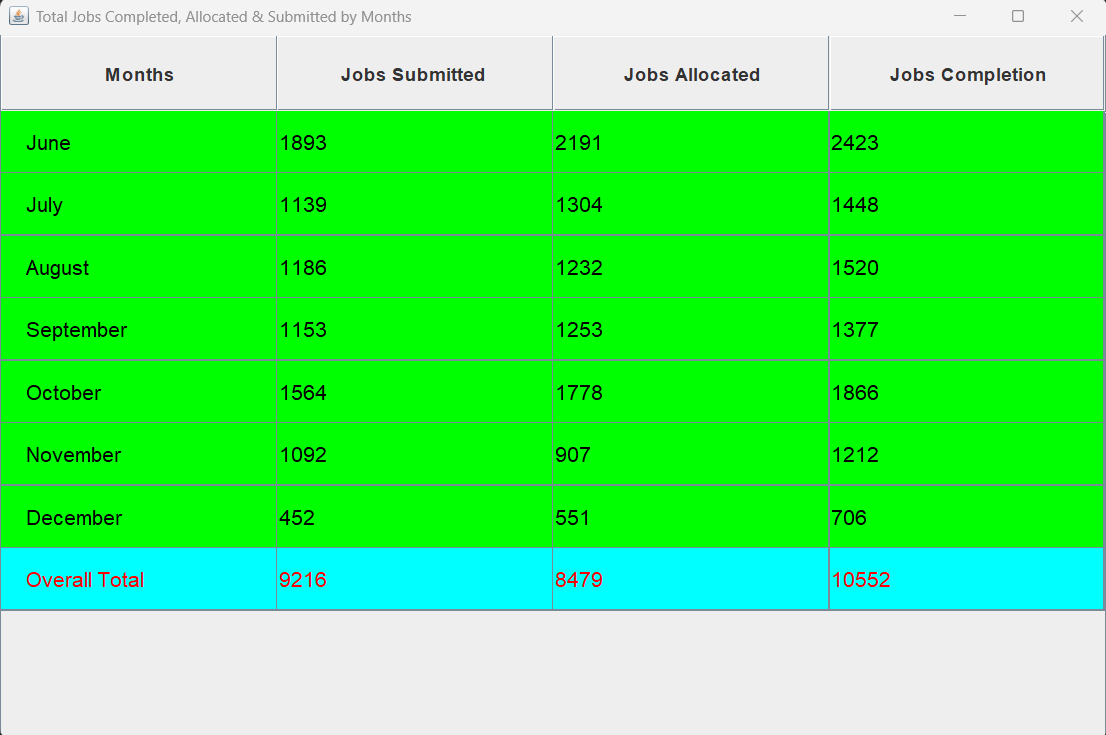 Total Jobs Completed, Allocated & Submitted by Months
Months Jobs Submitted Jobs Allocated Jobs Completion
June 1893 2191 2423
July 1139 1304 1448
August 1186 1232 1520
September 1153 1253 1377
October 1564 1778 1866
November 1092 907 1212
December 452 551 706
Overall Total 9216 8479 10552